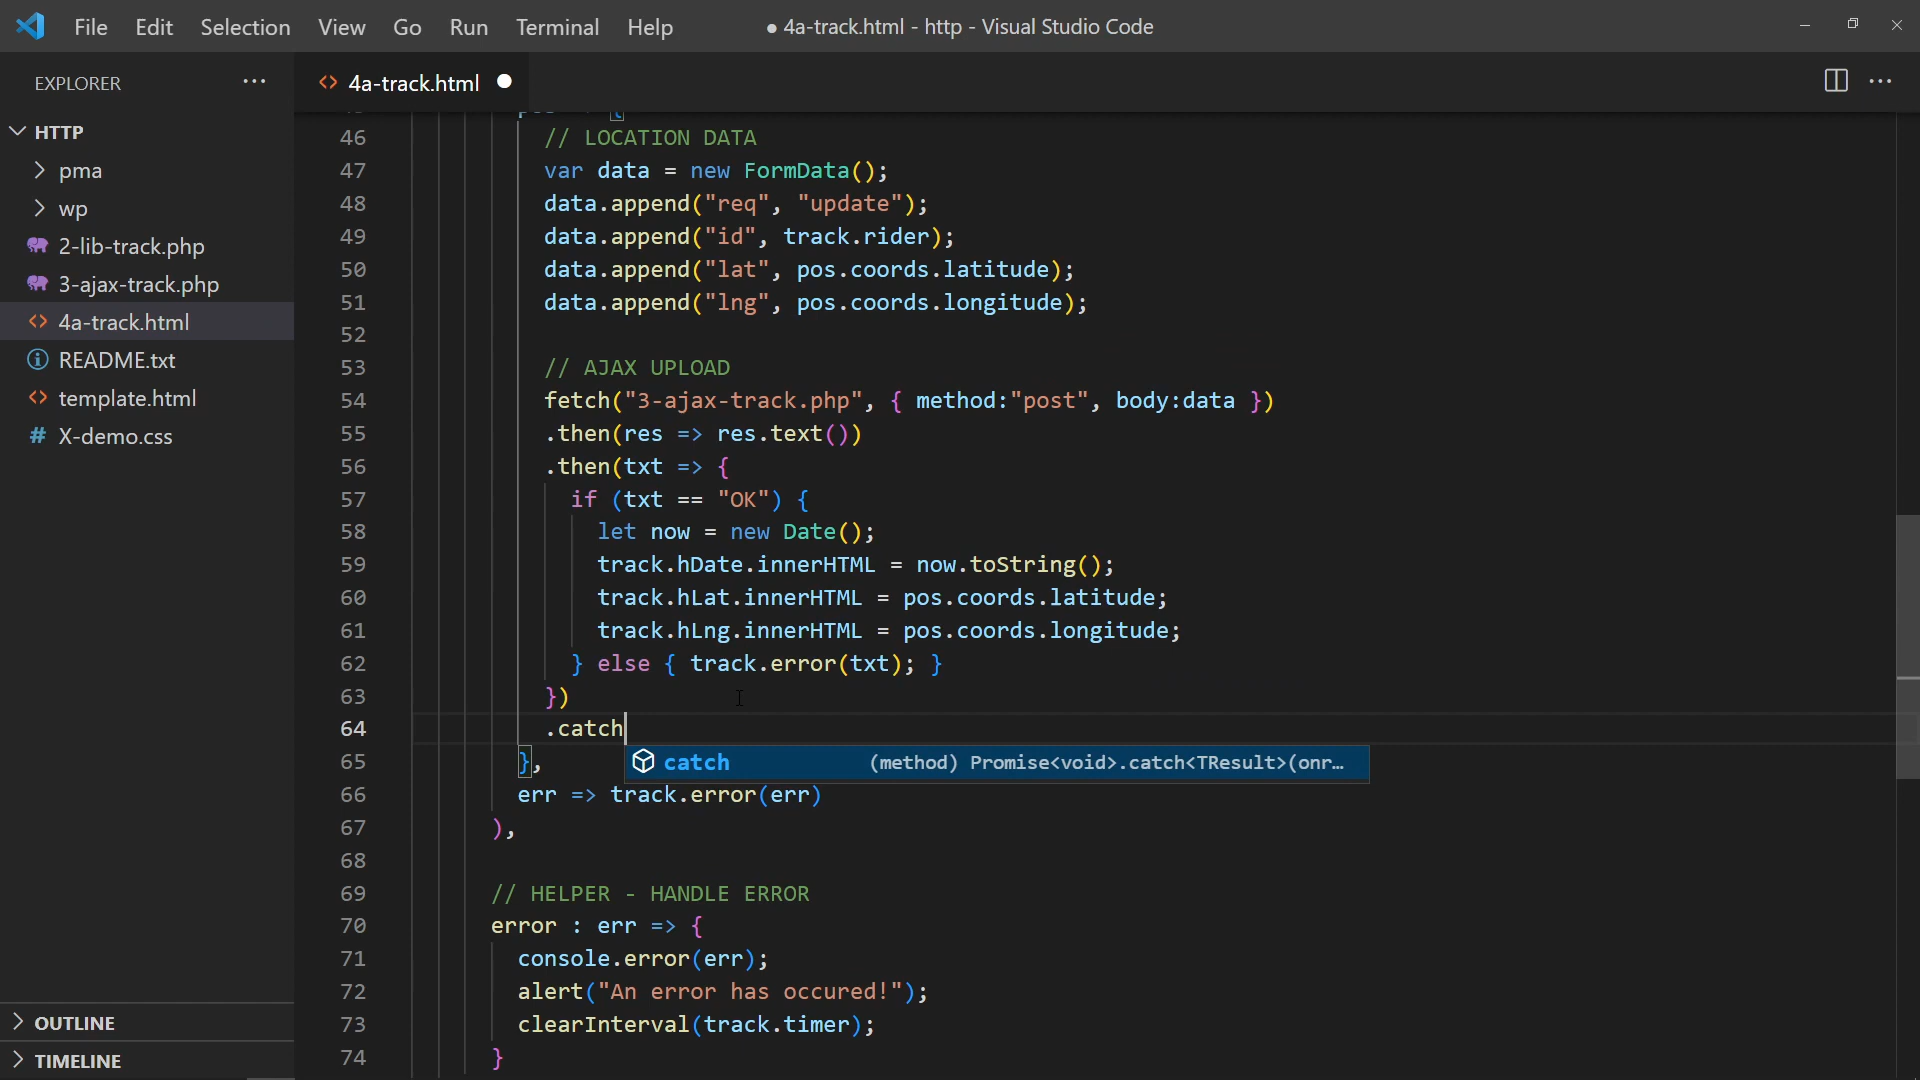 File Edit Selection View Go Run Terminal Help
● 4a-track.html - http - Visual Studio Code
EXPLORER
4a-track.html
HTTP
pma
wp
2-lib-track.php
3-ajax-track.php
4a-track.html
README.txt
template.html
X-demo.css
OUTLINE
TIMELINE
46 // LOCATION DATA
47 var data = new FormData();
48 data.append("req", "update");
49 data.append("id", track.rider);
50 data.append("lat", pos.coords.latitude);
51 data.append("lng", pos.coords.longitude);
52
53 // AJAX UPLOAD
54 fetch("3-ajax-track.php", { method:"post", body:data })
55 .then(res => res.text())
56 .then(txt => {
57 if (txt == "OK") {
58 let now = new Date();
59 track.hDate.innerHTML = now.toString();
60 track.hLat.innerHTML = pos.coords.latitude;
61 track.hLng.innerHTML = pos.coords.longitude;
62 } else { track.error(txt); }
63 })
64 .catch
65 },
catch (method) Promise<void>.catch<TResult>(onr…
66 err => track.error(err)
67 ),
68
69 // HELPER - HANDLE ERROR
70 error : err => {
71 console.error(err);
72 alert("An error has occured!");
73 clearInterval(track.timer);
74 }